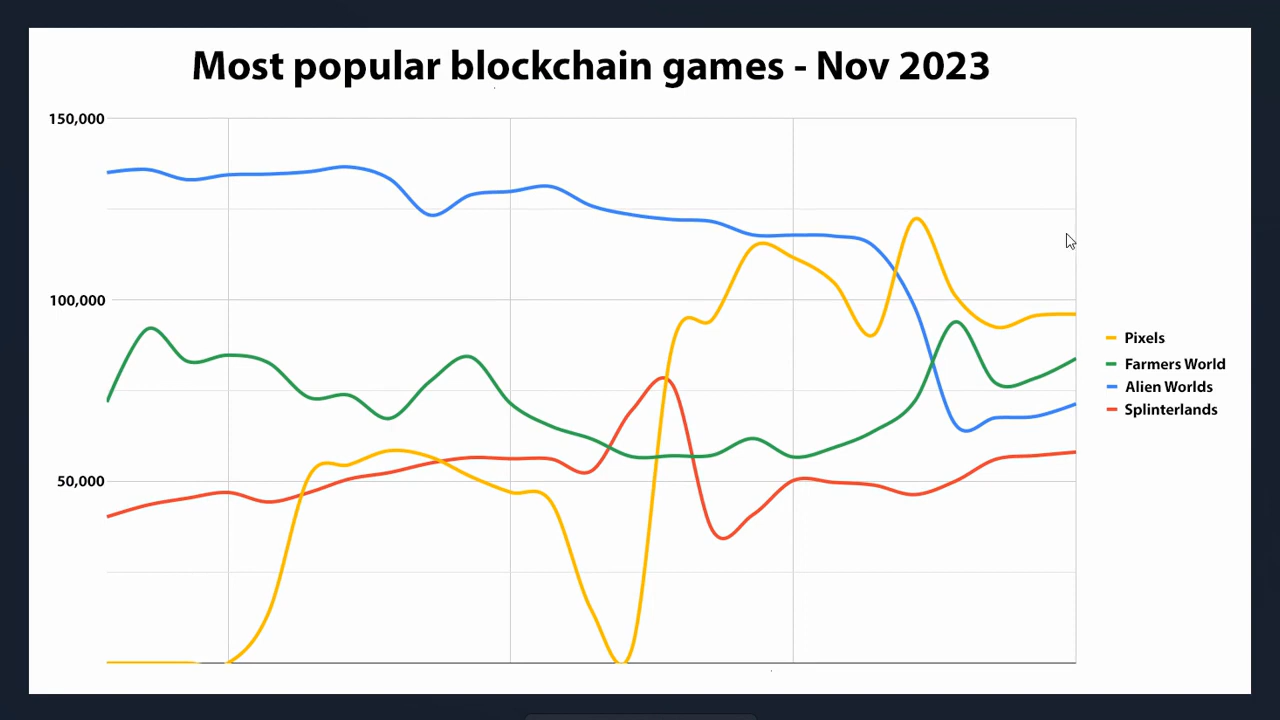 Most popular blockchain games - Nov 2023
150,000
100,000
50,000
Pixels
Farmers World
Alien Worlds
Splinterlands